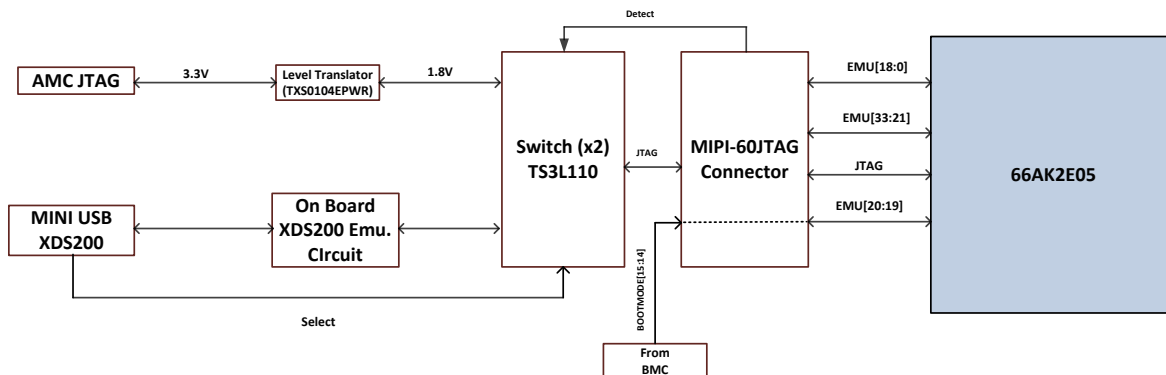 Detect
AMC JTAG
3.3V
Level Translator
(TXS0104EPWR)
1.8V
Switch (x2)
TS3L110
JTAG
MIPI-60JTAG
Connector
EMU[18:0]
EMU[33:21]
JTAG
EMU[20:19]
66AK2E05
MINI USB
XDS200
On Board
XDS200 Emu.
CIrcuit
Select
BOOTMODE[15:14]
From
BMC